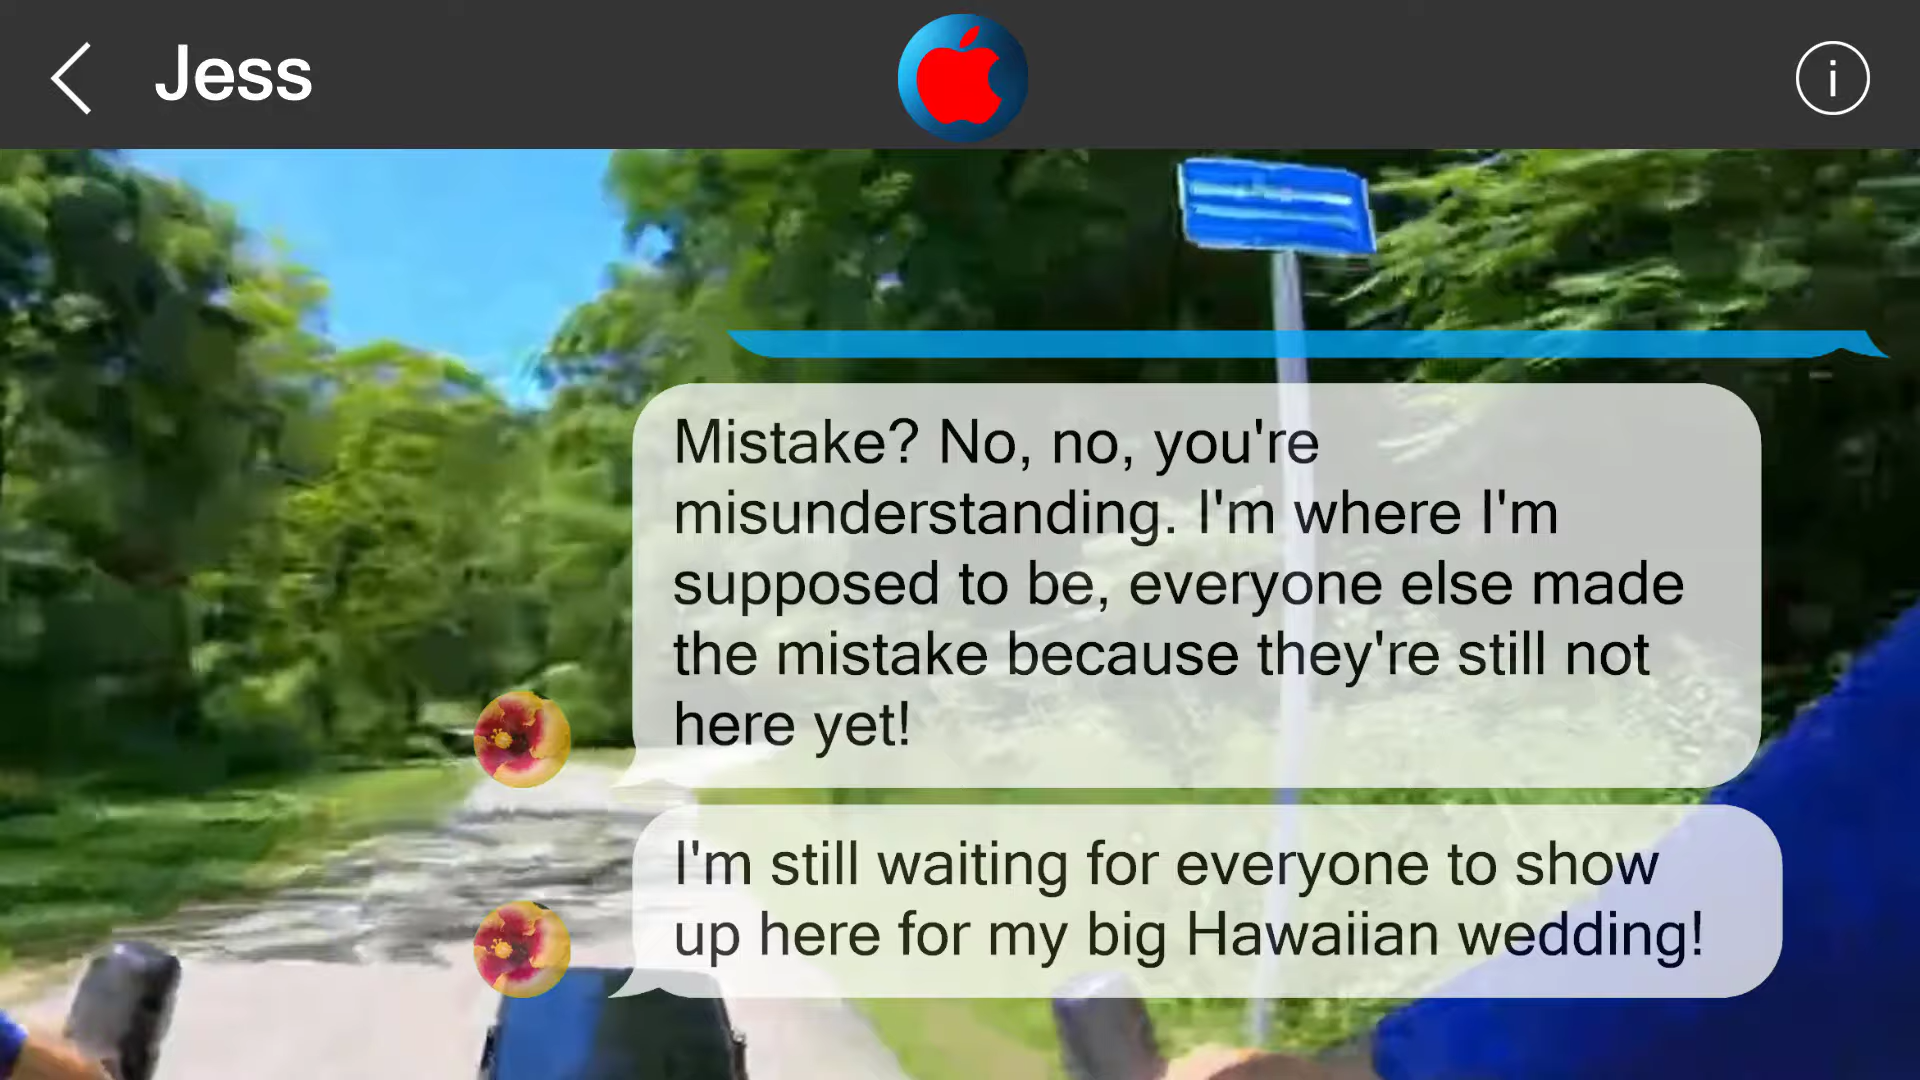 Jess
i
Mistake? No, no, you're
misunderstanding. I'm where I'm
supposed to be, everyone else made
the mistake because they're still not
here yet!
I'm still waiting for everyone to show
up here for my big Hawaiian wedding!